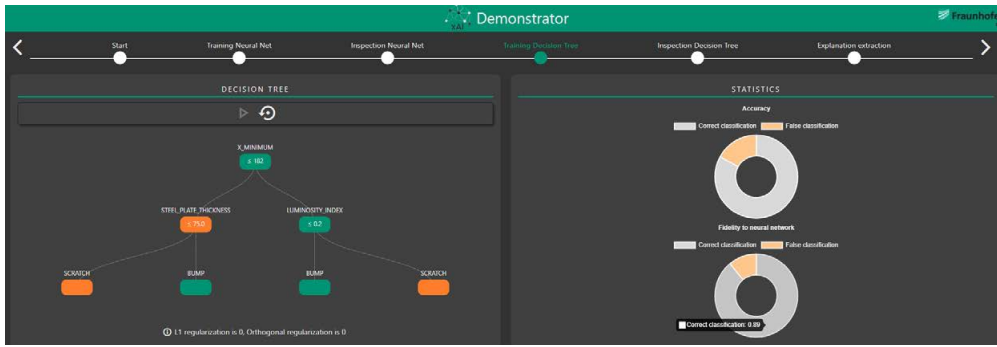 xAI Demonstrator
Fraunhofer
Start
Training Neural Net
Inspection Neural Net
Training Decision Tree
Inspection Decision Tree
Explanation extraction
DECISION TREE
X_MINIMUM
≤ 182
STEEL_PLATE_THICKNESS
≤ 75.0
LUMINOSITY_INDEX
≤ 0.2
SCRATCH
BUMP
BUMP
SCRATCH
L1 regularization is 0, Orthogonal regularization is 0
STATISTICS
Accuracy
Correct classification False classification
Fidelity to neural network
Correct classification False classification
Correct classification: 0.89